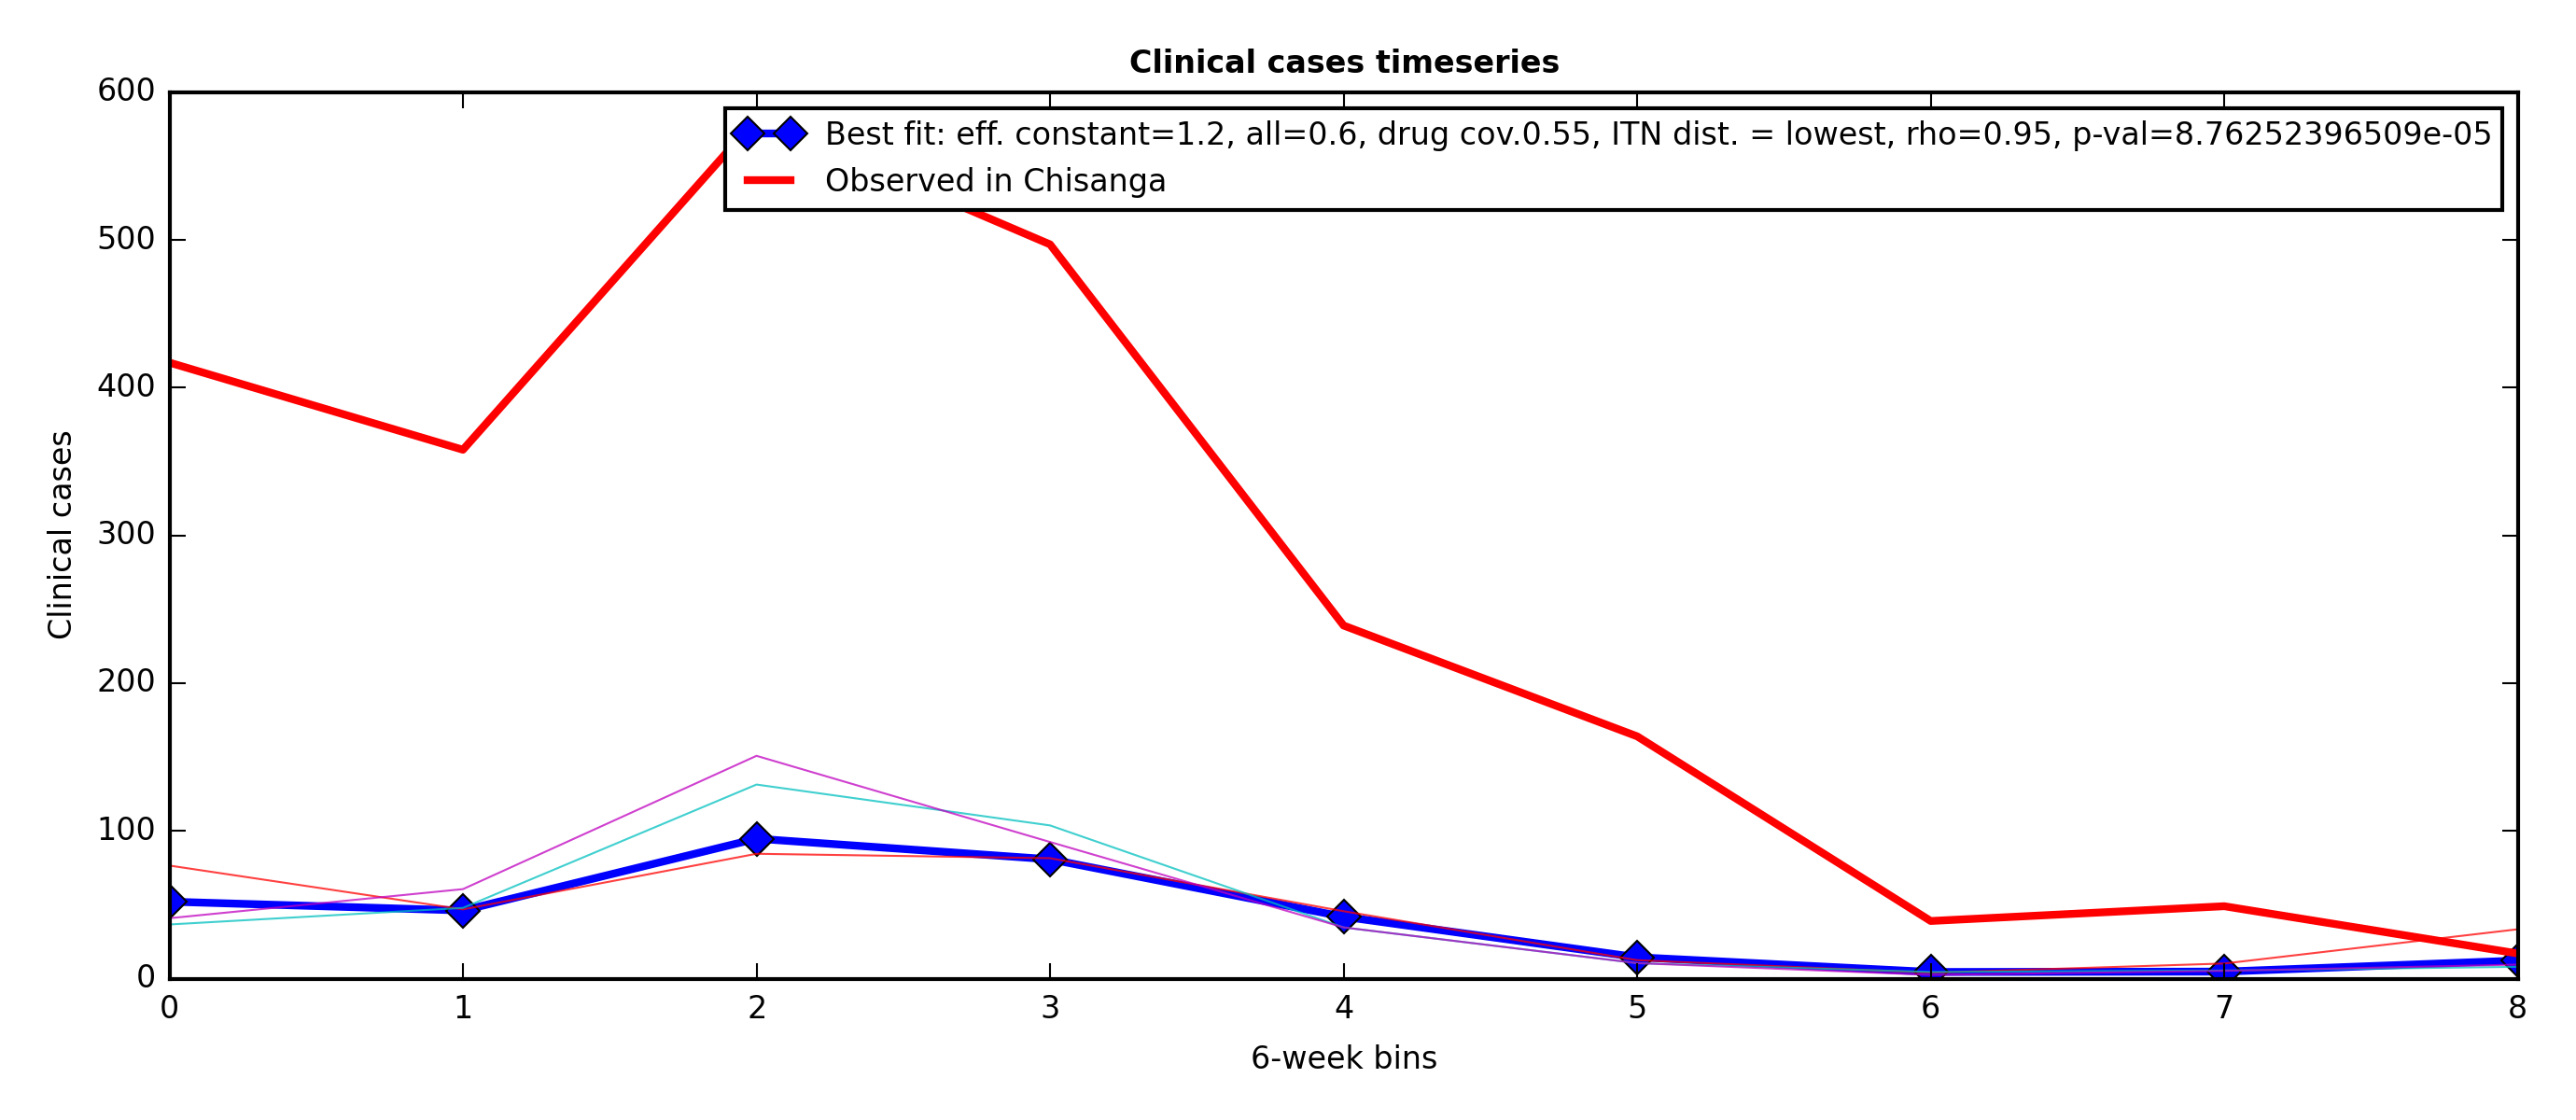 Clinical cases timeseries
Best fit: eff. constant=1.2, all=0.6, drug cov.0.55, ITN dist. = lowest, rho=0.95, p-val=8.76252396509e-05
Observed in Chisanga
600
500
400
300
200
100
0
Clinical cases
0 1 2 3 4 5 6 7 8
6-week bins